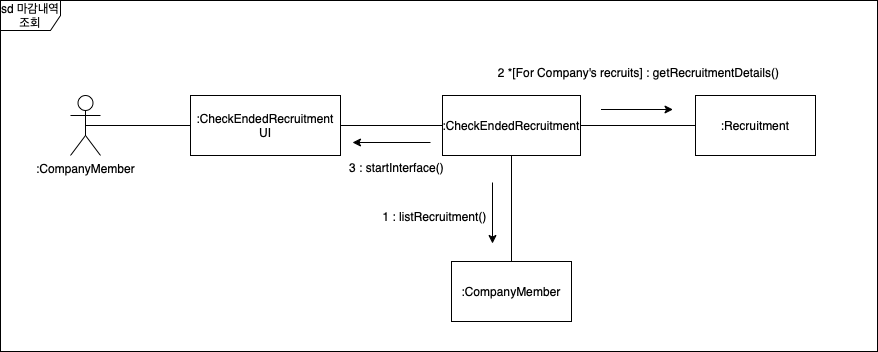 sd 마감내역
조회
2 *[For Company's recruits] : getRecruitmentDetails()
:CheckEndedRecruitment
UI
:CheckEndedRecruitment
:Recruitment
:CompanyMember
3 : startInterface()
1 : listRecruitment()
:CompanyMember